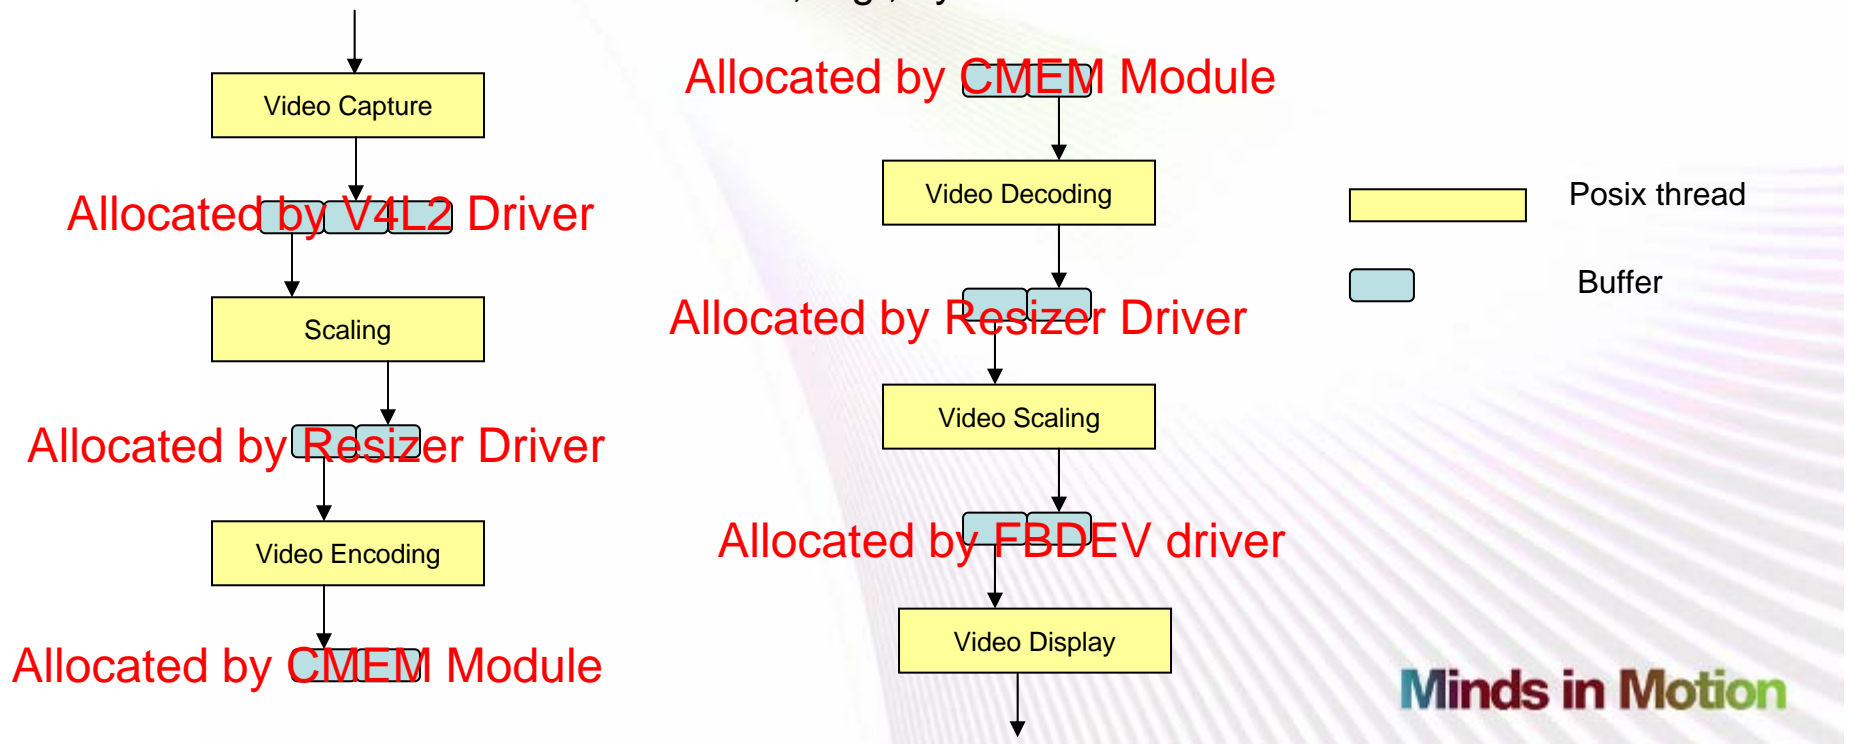 Video Capture
Allocated by V4L2 Driver
Scaling
Allocated by Resizer Driver
Video Encoding
Allocated by CMEM Module
Allocated by CMEM Module
Video Decoding
Allocated by Resizer Driver
Video Scaling
Allocated by FBDEV driver
Video Display
Posix thread
Buffer
Minds in Motion